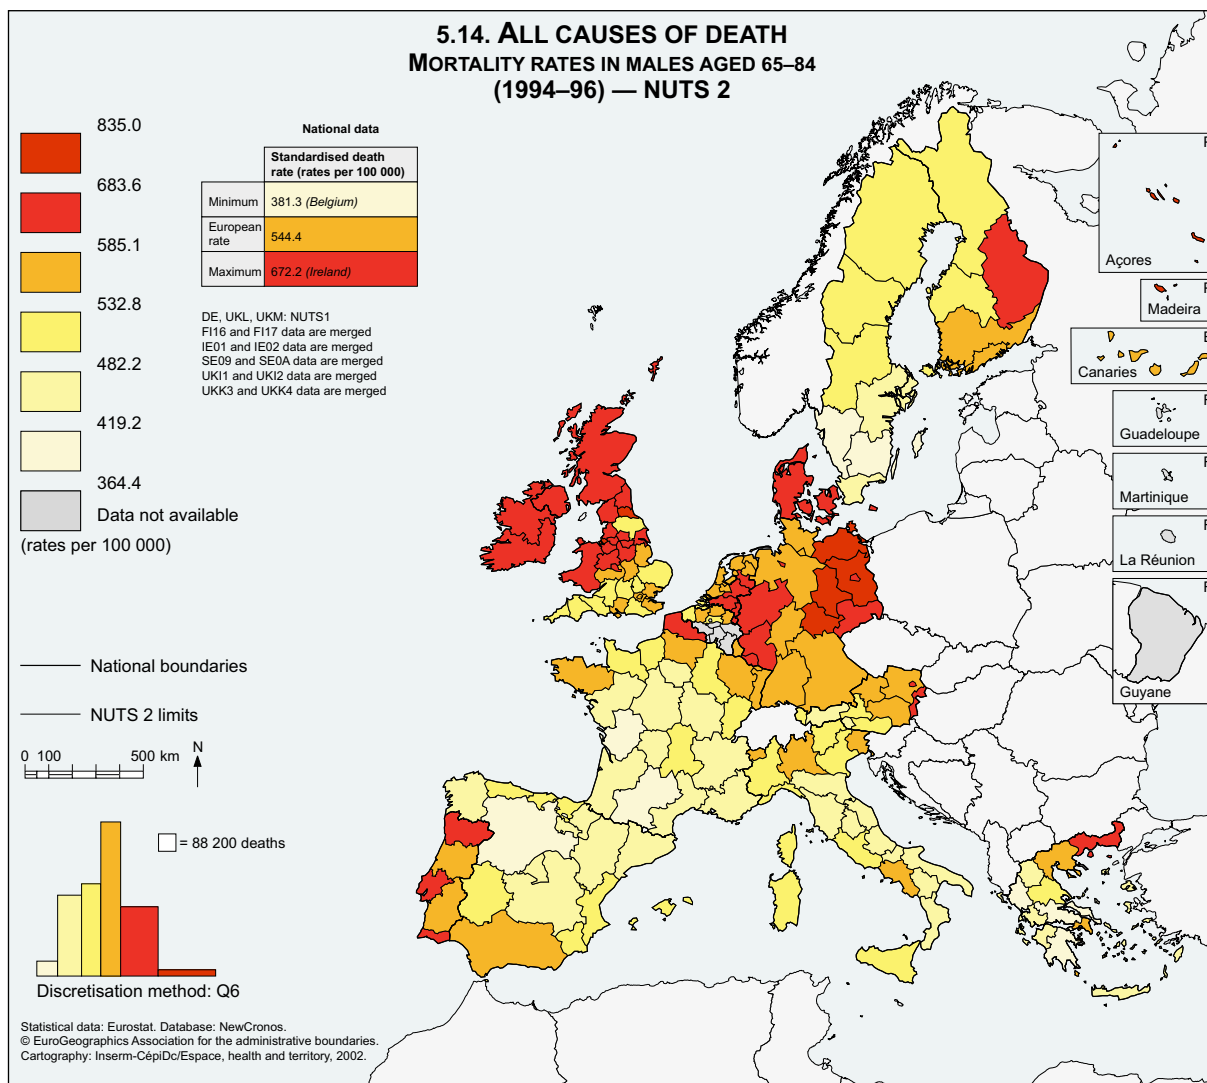 5.14. ALL CAUSES OF DEATH
MORTALITY RATES IN MALES AGED 65–84
(1994–96) — NUTS 2
835.0
683.6
585.1
532.8
482.2
419.2
364.4
Data not available
(rates per 100 000)
National data
Standardised death
rate (rates per 100 000)
Minimum 381.3 (Belgium)
European
rate 544.4
Maximum 672.2 (Ireland)
DE, UKL, UKM: NUTS1
FI16 and FI17 data are merged
IE01 and IE02 data are merged
SE09 and SE0A data are merged
UKI1 and UKI2 data are merged
UKK3 and UKK4 data are merged
F
Açores
F
Madeira
E
Canaries
F
Guadeloupe
F
Martinique
F
La Réunion
F
Guyane
National boundaries
NUTS 2 limits
0 100 500 km
N
= 88 200 deaths
Discretisation method: Q6
Statistical data: Eurostat. Database: NewCronos.
© EuroGeographics Association for the administrative boundaries.
Cartography: Inserm-CépiDc/Espace, health and territory, 2002.